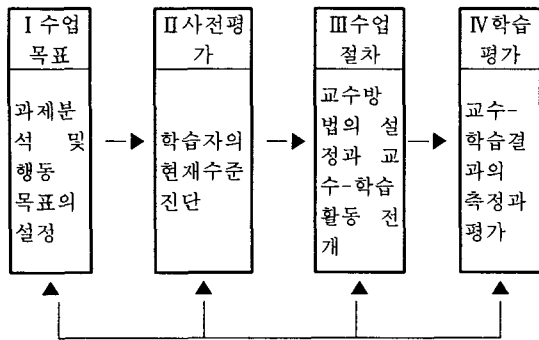 Ⅰ수업
목표
과제분
석 및
행동
목표의
설정
Ⅱ사전평
가
학습자의
현재수준
진단
Ⅲ수업
절차
교수방
법의 설
정과 교
수-학습
활동 전
개
Ⅳ학습
평가
교수-
학습결
과의
측정과
평가